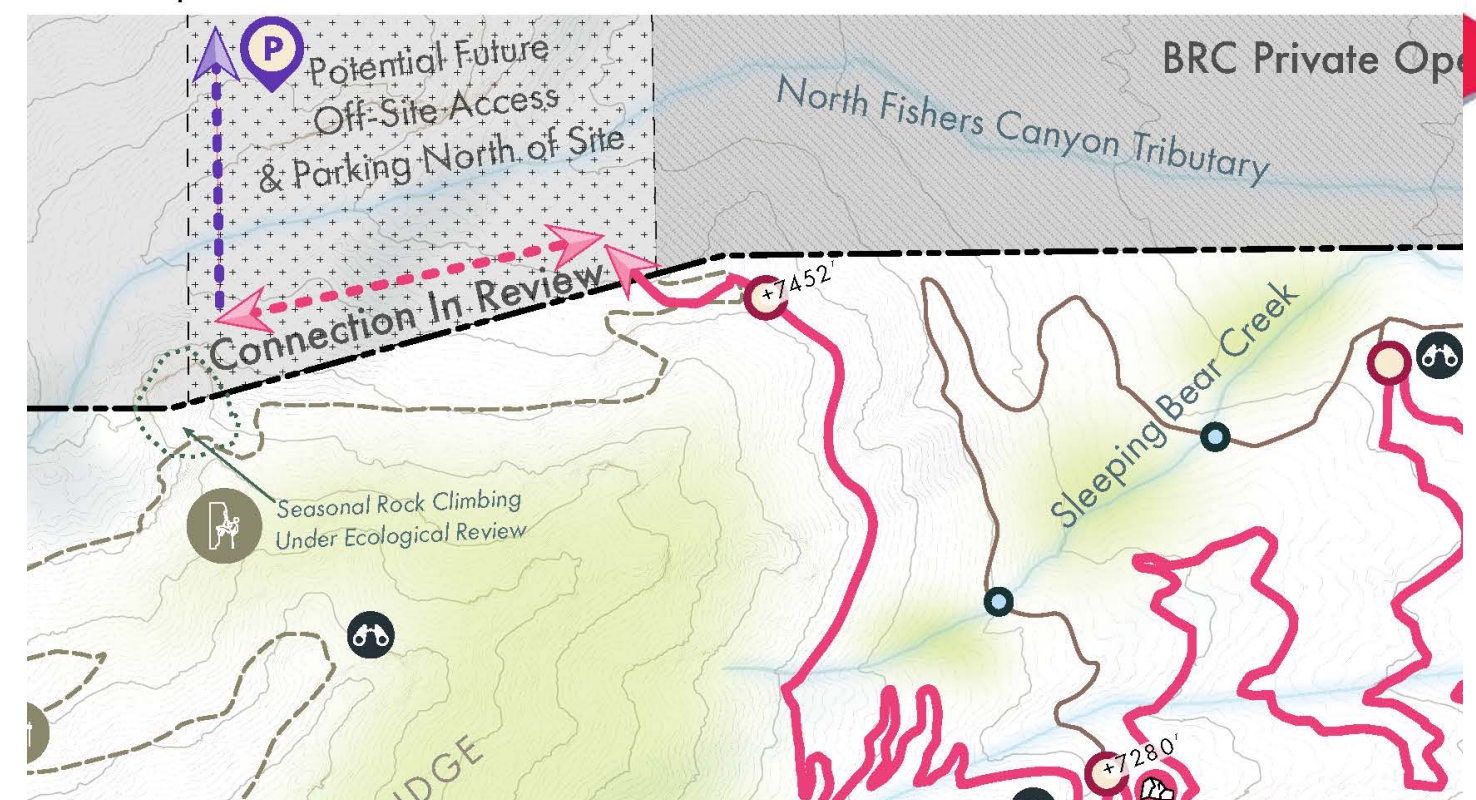 P
Potential Future
Off-Site Access
& Parking North of Site
BRC Private Ope
North Fishers Canyon Tributary
Connection In Review
+7452'
Sleeping Bear Creek
Seasonal Rock Climbing
Under Ecological Review
IDGE
+7280'